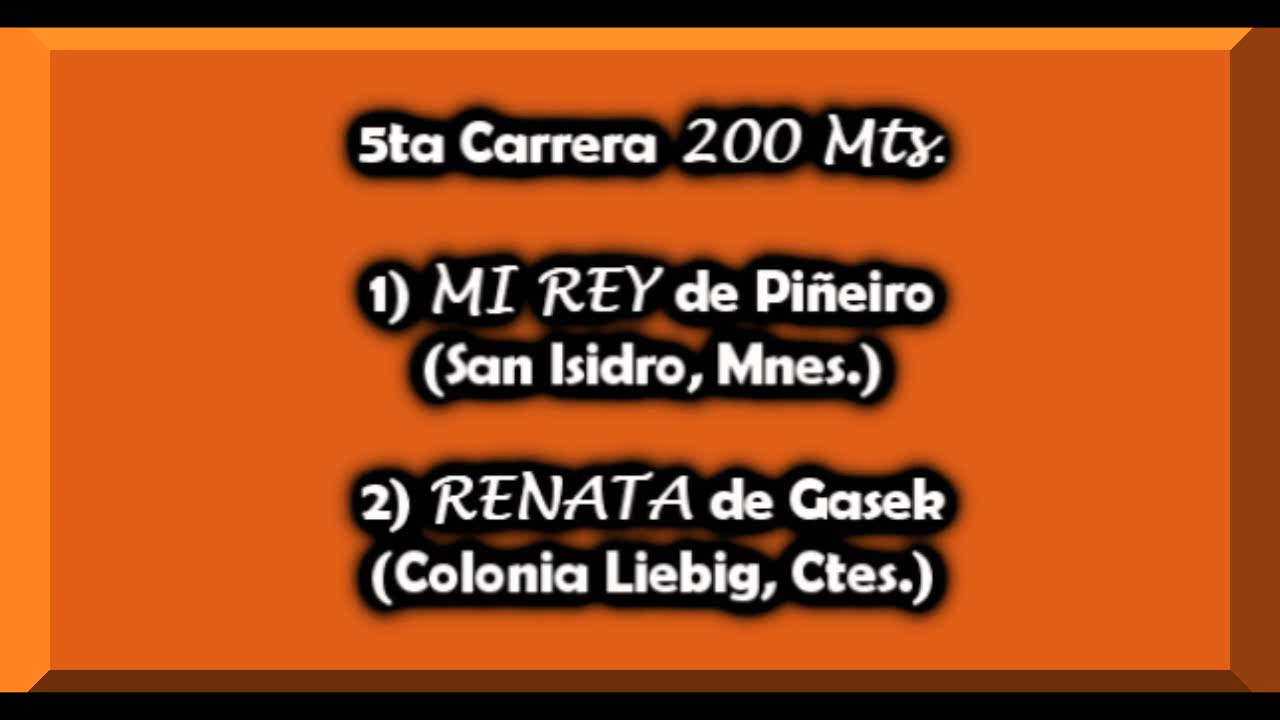 5ta Carrera 200 Mts.
1) MI REY de Piñeiro
(San Isidro, Mnes.)
2) RENATA de Gasek
(Colonia Liebig, Ctes.)